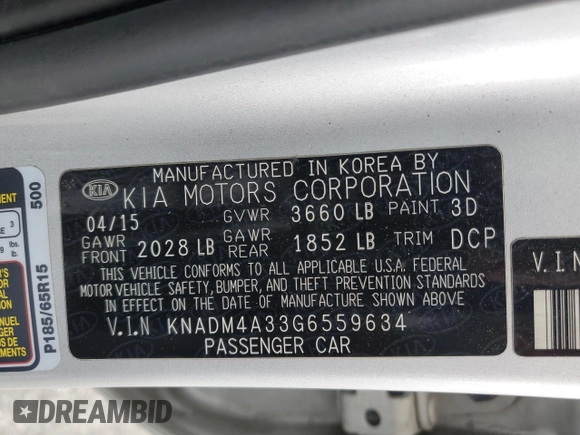 MANUFACTURED IN KOREA BY
KIA KIA MOTORS CORPORATION
04/15 GVWR 3660 LB PAINT 3D
GAWR FRONT 2028 LB GAWR REAR 1852 LB TRIM DCP
THIS VEHICLE CONFORMS TO ALL APPLICABLE U.S.A. FEDERAL
MOTOR VEHICLE SAFETY, BUMPER, AND THEFT PREVENTION STANDARDS
IN EFFECT ON THE DATE OF MANUFACTURE SHOWN ABOVE
V.I.N KNADM4A33G6559634
PASSENGER CAR
P185/65R15 500
V.I.N
DREAMBID